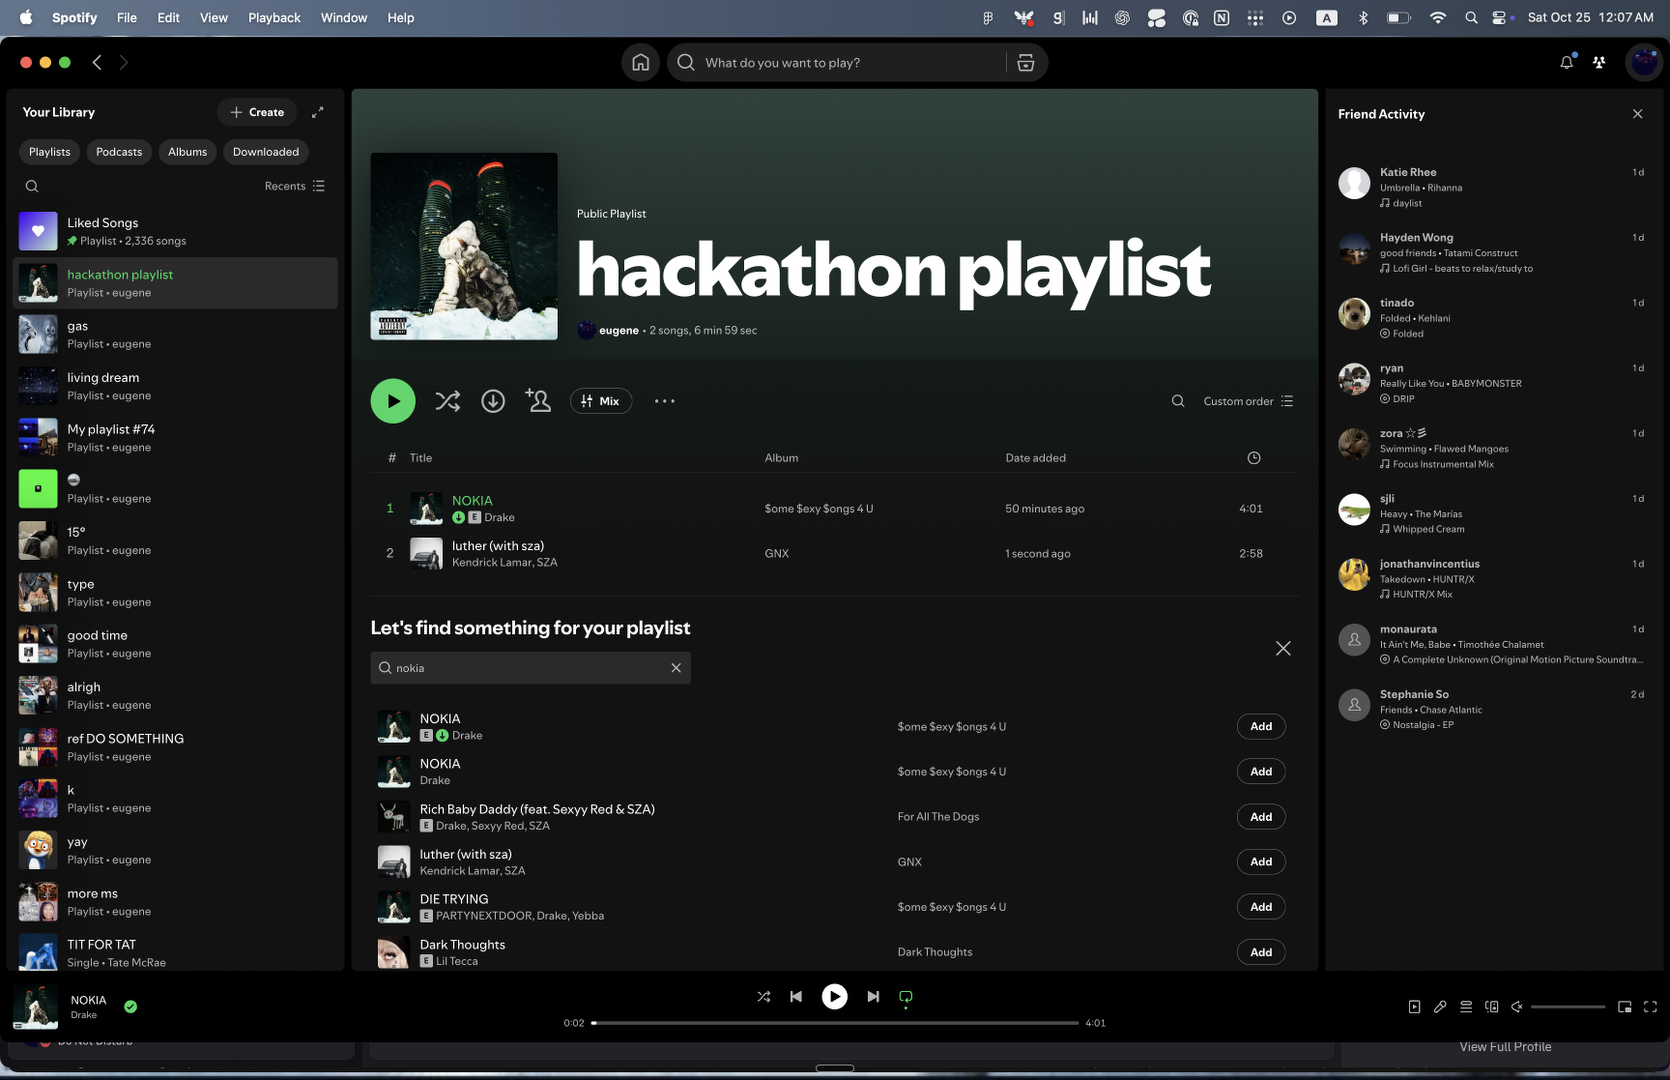 Spotify File Edit View Playback Window Help
A
Sat Oct 25 12:07 AM
What do you want to play?
Your Library
Create
Playlists Podcasts Albums Downloaded
Recents
Liked Songs
Playlist • 2,336 songs
hackathon playlist
Playlist • eugene
gas
Playlist • eugene
living dream
Playlist • eugene
My playlist #74
Playlist • eugene
Playlist • eugene
15°
Playlist • eugene
type
Playlist • eugene
good time
Playlist • eugene
alrigh
Playlist • eugene
ref DO SOMETHING
Playlist • eugene
k
Playlist • eugene
yay
Playlist • eugene
more ms
Playlist • eugene
TIT FOR TAT
Single • Tate McRae
PARENTAL
ADVISORY
Public Playlist
hackathon playlist
eugene • 2 songs, 6 min 59 sec
Mix
Custom order
# Title Album Date added
1 NOKIA $ome $exy $ongs 4 U 50 minutes ago 4:01
E Drake
2 luther (with sza) GNX 1 second ago 2:58
Kendrick Lamar, SZA
Let's find something for your playlist
nokia
NOKIA $ome $exy $ongs 4 U Add
E Drake
NOKIA $ome $exy $ongs 4 U Add
Drake
Rich Baby Daddy (feat. Sexyy Red & SZA) For All The Dogs Add
E Drake, Sexyy Red, SZA
luther (with sza) GNX Add
Kendrick Lamar, SZA
DIE TRYING $ome $exy $ongs 4 U Add
E PARTYNEXTDOOR, Drake, Yebba
Dark Thoughts Dark Thoughts Add
E Lil Tecca
Friend Activity
Katie Rhee 1 d
Umbrella • Rihanna
daylist
Hayden Wong 1 d
good friends • Tatami Construct
Lofi Girl - beats to relax/study to
tinado 1 d
Folded • Kehlani
Folded
ryan 1 d
Really Like You • BABYMONSTER
DRIP
zora ☆彡 1 d
Swimming • Flawed Mangoes
Focus Instrumental Mix
sjli 1 d
Heavy • The Marías
Whipped Cream
jonathanvincentius 1 d
Takedown • HUNTR/X
HUNTR/X Mix
monaurata 1 d
It Ain't Me, Babe • Timothée Chalamet
A Complete Unknown (Original Motion Picture Soundtra...
Stephanie So 2 d
Friends • Chase Atlantic
Nostalgia - EP
NOKIA
Drake
0:02 4:01
Do Not Disturb
View Full Profile